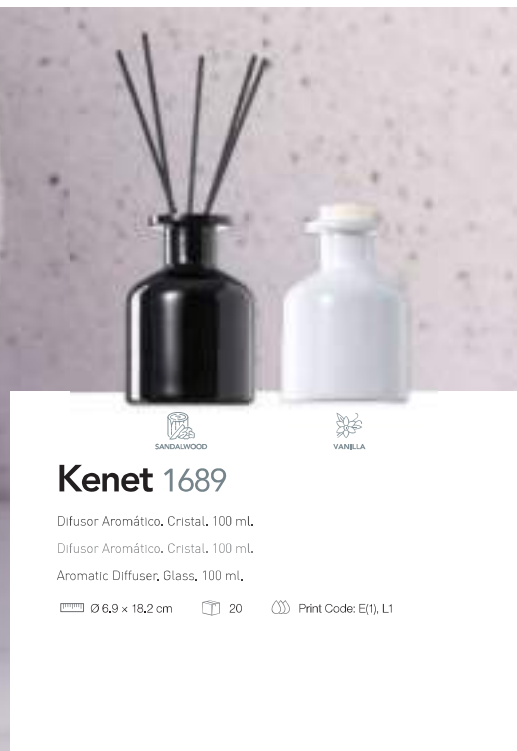 SANDALWOOD
VANILLA
Kenet 1689
Difusor Aromático. Cristal. 100 ml.
Difusor Aromático. Cristal. 100 ml.
Aromatic Diffuser. Glass. 100 ml.
Ø 6.9 x 18.2 cm 20 Print Code: E(1), L1